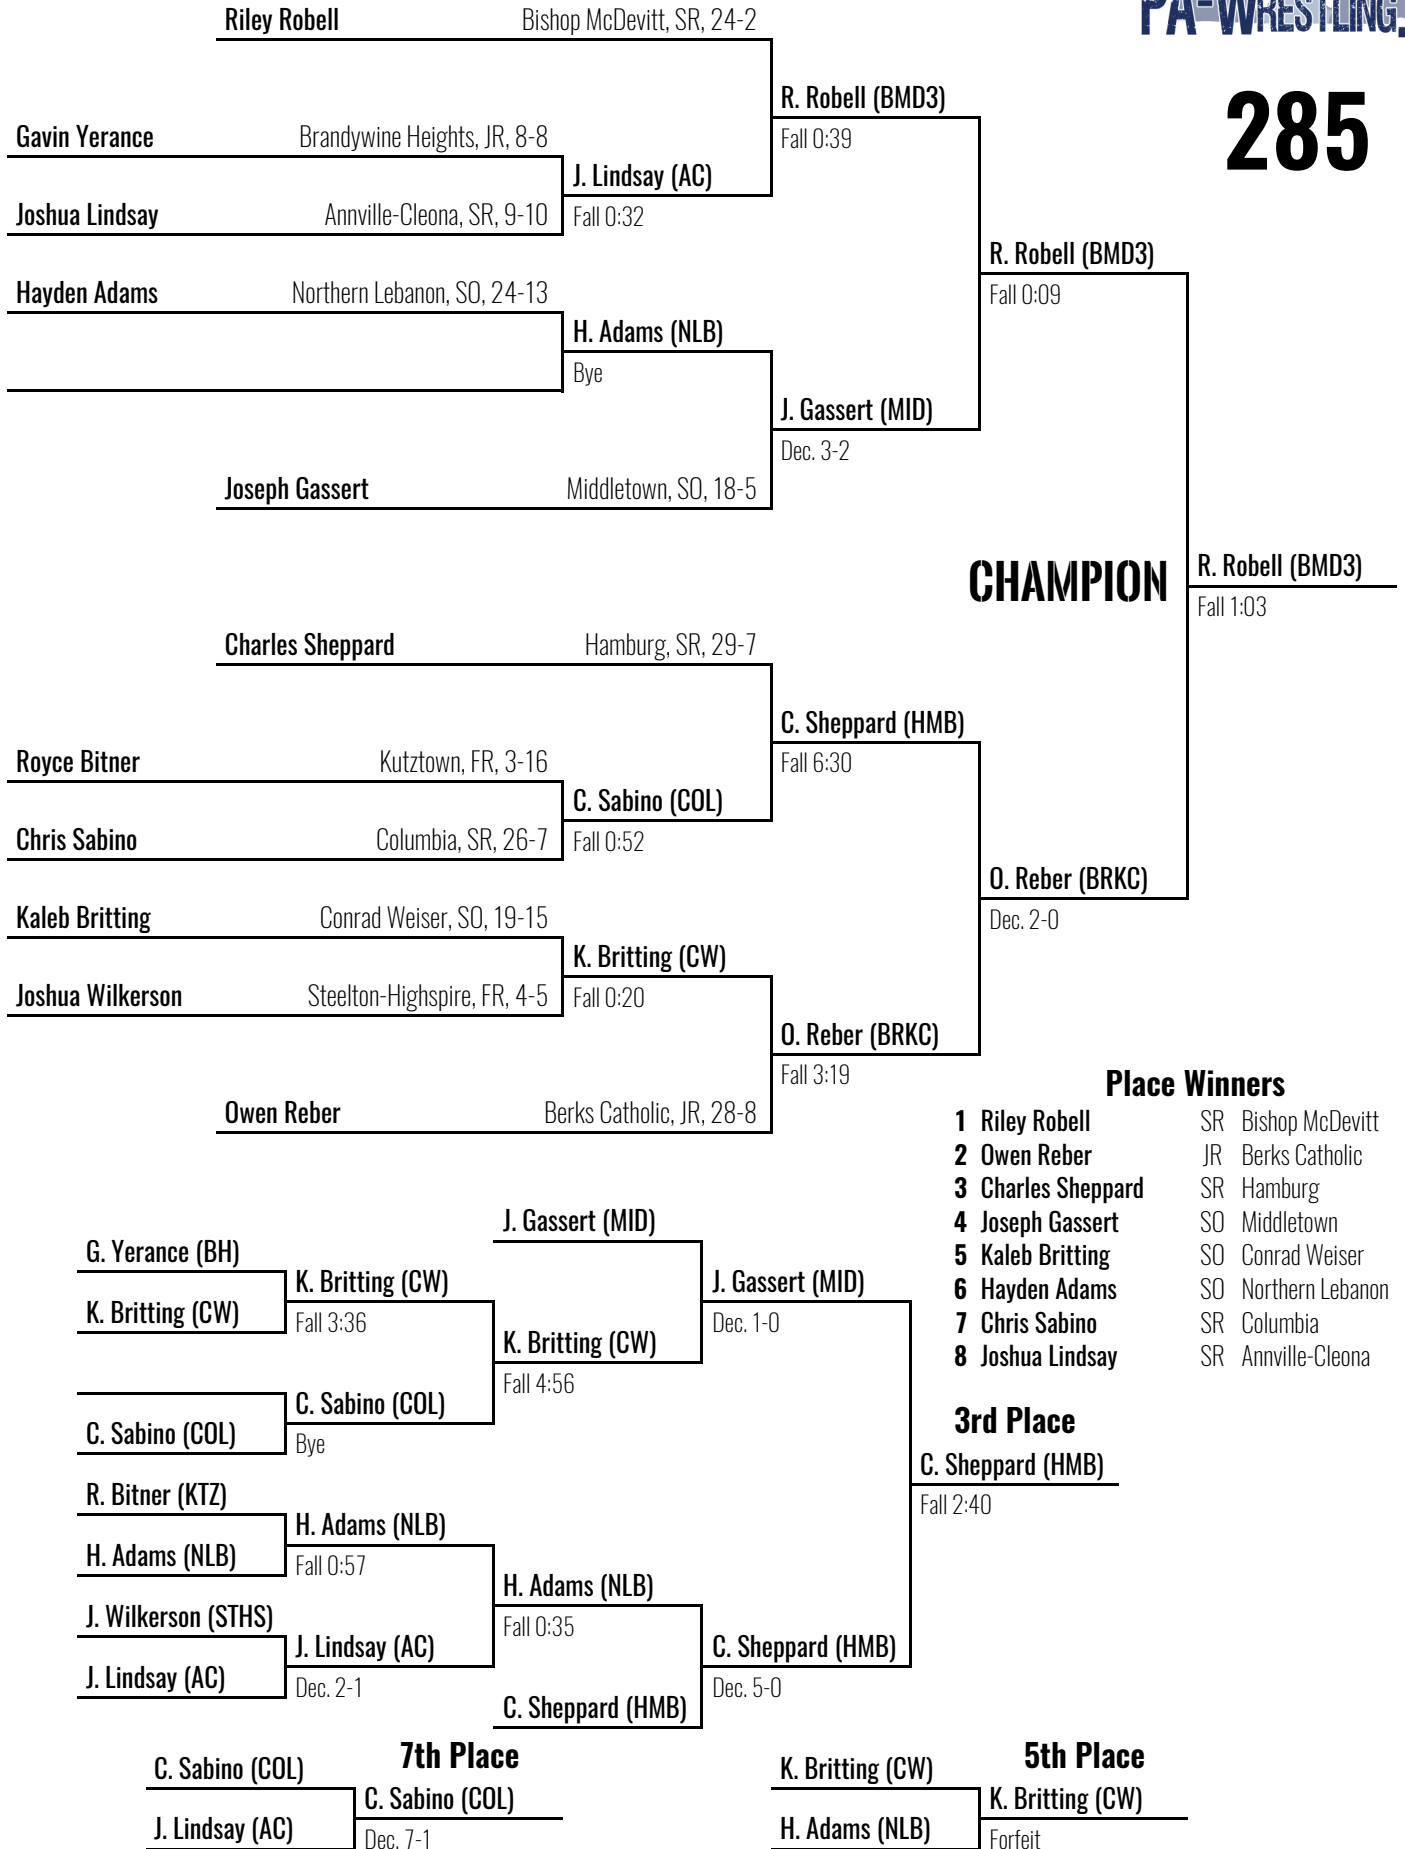 Riley Robell Bishop McDevitt, SR, 24-2
PA-WRESTLING.
285
R. Robell (BMD3)
Fall 0:39
Gavin Yerance Brandywine Heights, JR, 8-8
J. Lindsay (AC)
Fall 0:32
Joshua Lindsay Annville-Cleona, SR, 9-10
R. Robell (BMD3)
Fall 0:09
Hayden Adams Northern Lebanon, SO, 24-13
H. Adams (NLB)
Bye
J. Gassert (MID)
Dec. 3-2
Joseph Gassert Middletown, SO, 18-5
CHAMPION
R. Robell (BMD3)
Fall 1:03
Charles Sheppard Hamburg, SR, 29-7
C. Sheppard (HMB)
Fall 6:30
Royce Bitner Kutztown, FR, 3-16
C. Sabino (COL)
Fall 0:52
Chris Sabino Columbia, SR, 26-7
O. Reber (BRKC)
Dec. 2-0
Kaleb Britting Conrad Weiser, SO, 19-15
K. Britting (CW)
Fall 0:20
Joshua Wilkerson Steelton-Highspire, FR, 4-5
O. Reber (BRKC)
Fall 3:19
Owen Reber Berks Catholic, JR, 28-8
Place Winners
1 Riley Robell SR Bishop McDevitt
2 Owen Reber JR Berks Catholic
3 Charles Sheppard SR Hamburg
4 Joseph Gassert SO Middletown
5 Kaleb Britting SO Conrad Weiser
6 Hayden Adams SO Northern Lebanon
7 Chris Sabino SR Columbia
8 Joshua Lindsay SR Annville-Cleona
J. Gassert (MID)
G. Yerance (BH)
K. Britting (CW)
Fall 3:36
K. Britting (CW)
J. Gassert (MID)
Dec. 1-0
K. Britting (CW)
Fall 4:56
C. Sabino (COL)
Bye
C. Sabino (COL)
3rd Place
C. Sheppard (HMB)
Fall 2:40
R. Bitner (KTZ)
H. Adams (NLB)
Fall 0:57
H. Adams (NLB)
H. Adams (NLB)
Fall 0:35
J. Wilkerson (STHS)
J. Lindsay (AC)
Dec. 2-1
J. Lindsay (AC)
C. Sheppard (HMB)
Dec. 5-0
C. Sheppard (HMB)
7th Place
C. Sabino (COL)
C. Sabino (COL)
J. Lindsay (AC)
Dec. 7-1
5th Place
K. Britting (CW)
K. Britting (CW)
H. Adams (NLB)
Forfeit